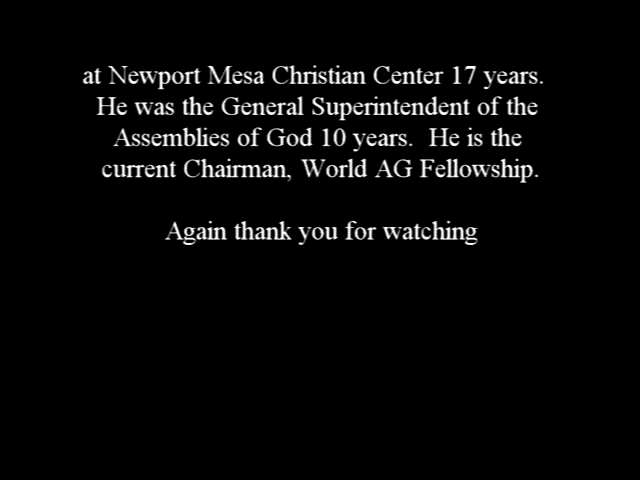 at Newport Mesa Christian Center 17 years.
He was the General Superintendent of the
Assemblies of God 10 years.  He is the
current Chairman, World AG Fellowship.
Again thank you for watching